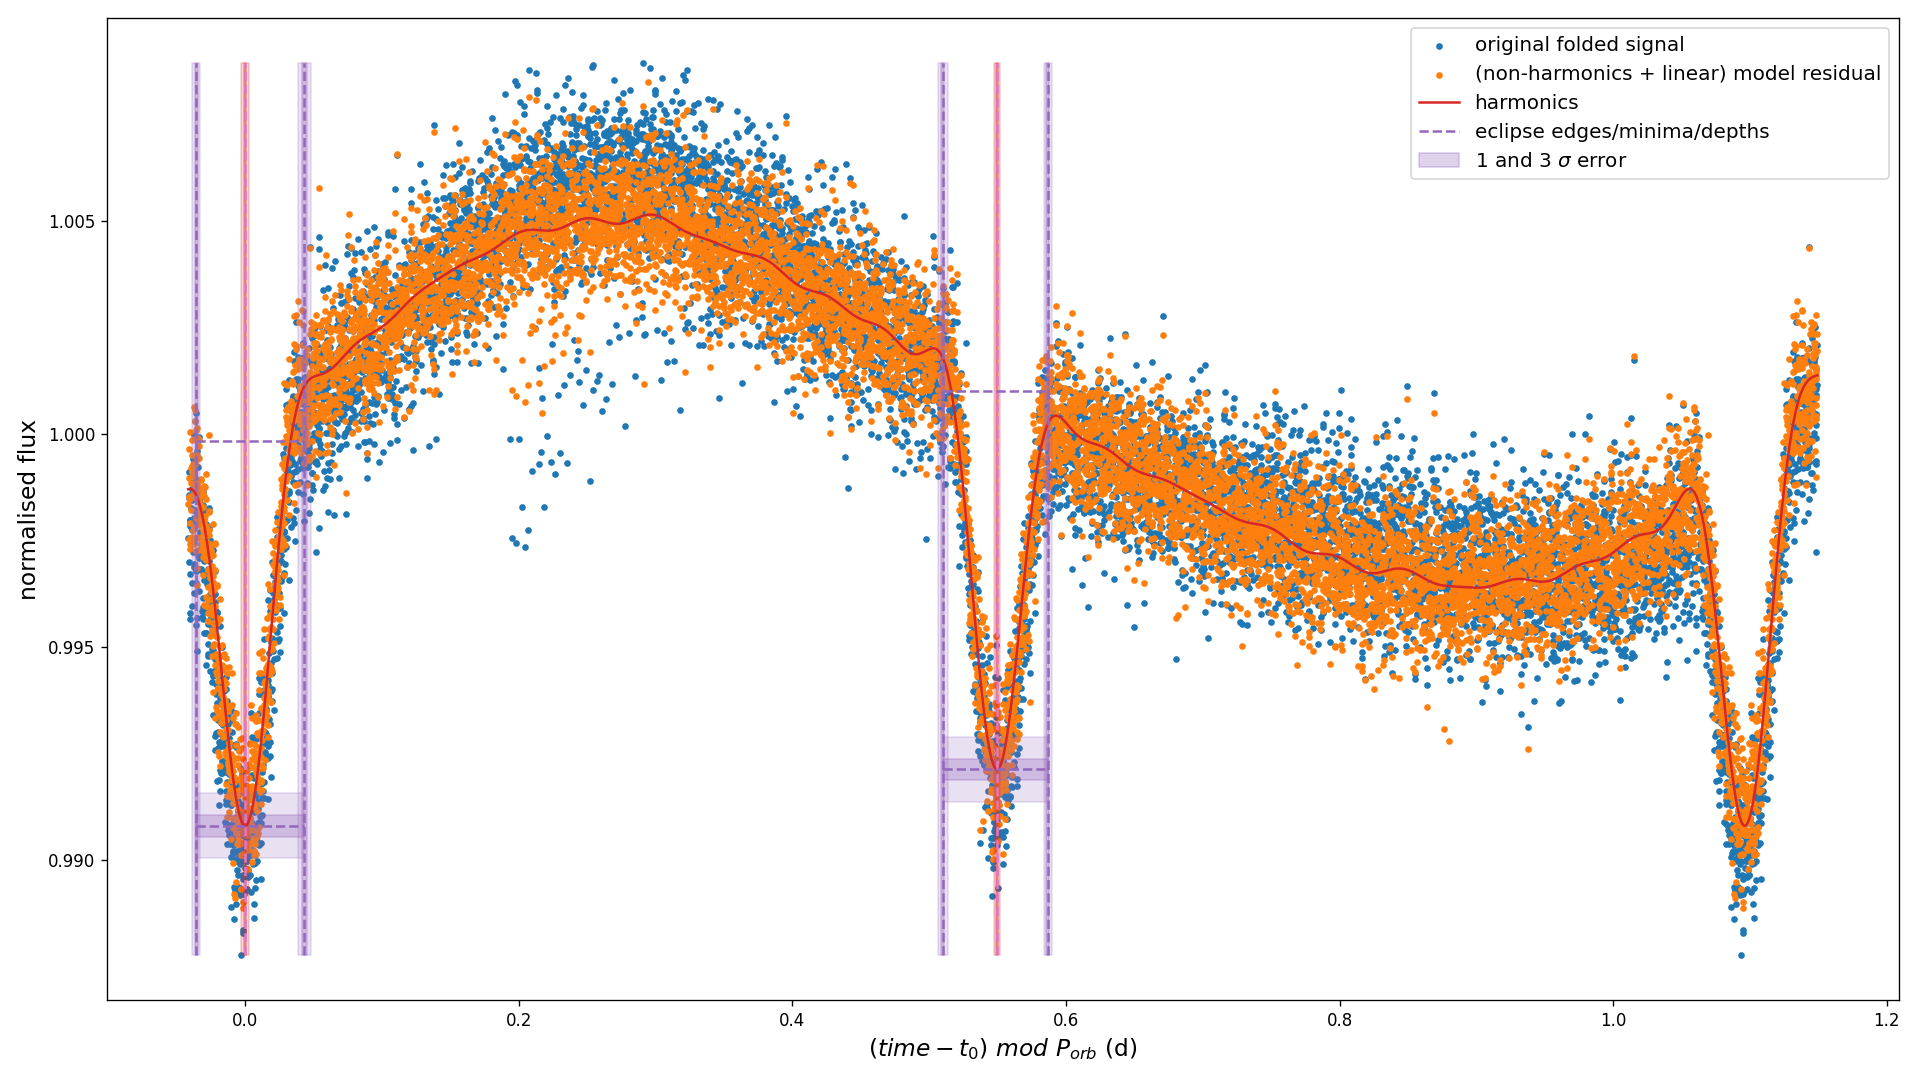 original folded signal
(non-harmonics + linear) model residual
harmonics
eclipse edges/minima/depths
1 and 3 σ error
normalised flux
1.005
1.000
0.995
0.990
0.0 0.2 0.4 0.6 0.8 1.0 1.2
(time − t₀) mod Pₒᵣb (d)